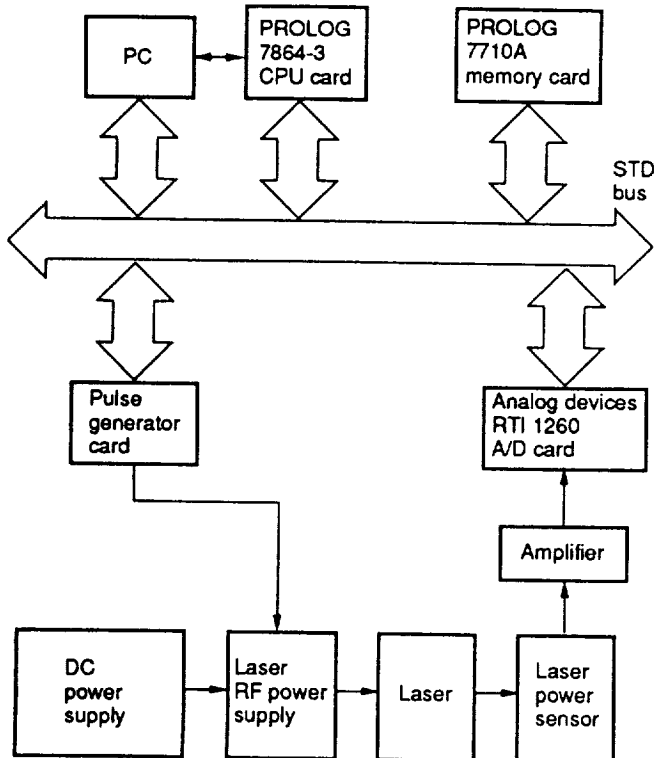 PC
PROLOG
7864-3
CPU card
PROLOG
7710A
memory card
STD
bus
Pulse
generator
card
Analog devices
RTI 1260
A/D card
Amplifier
DC
power
supply
Laser
RF power
supply
Laser
Laser
power
sensor